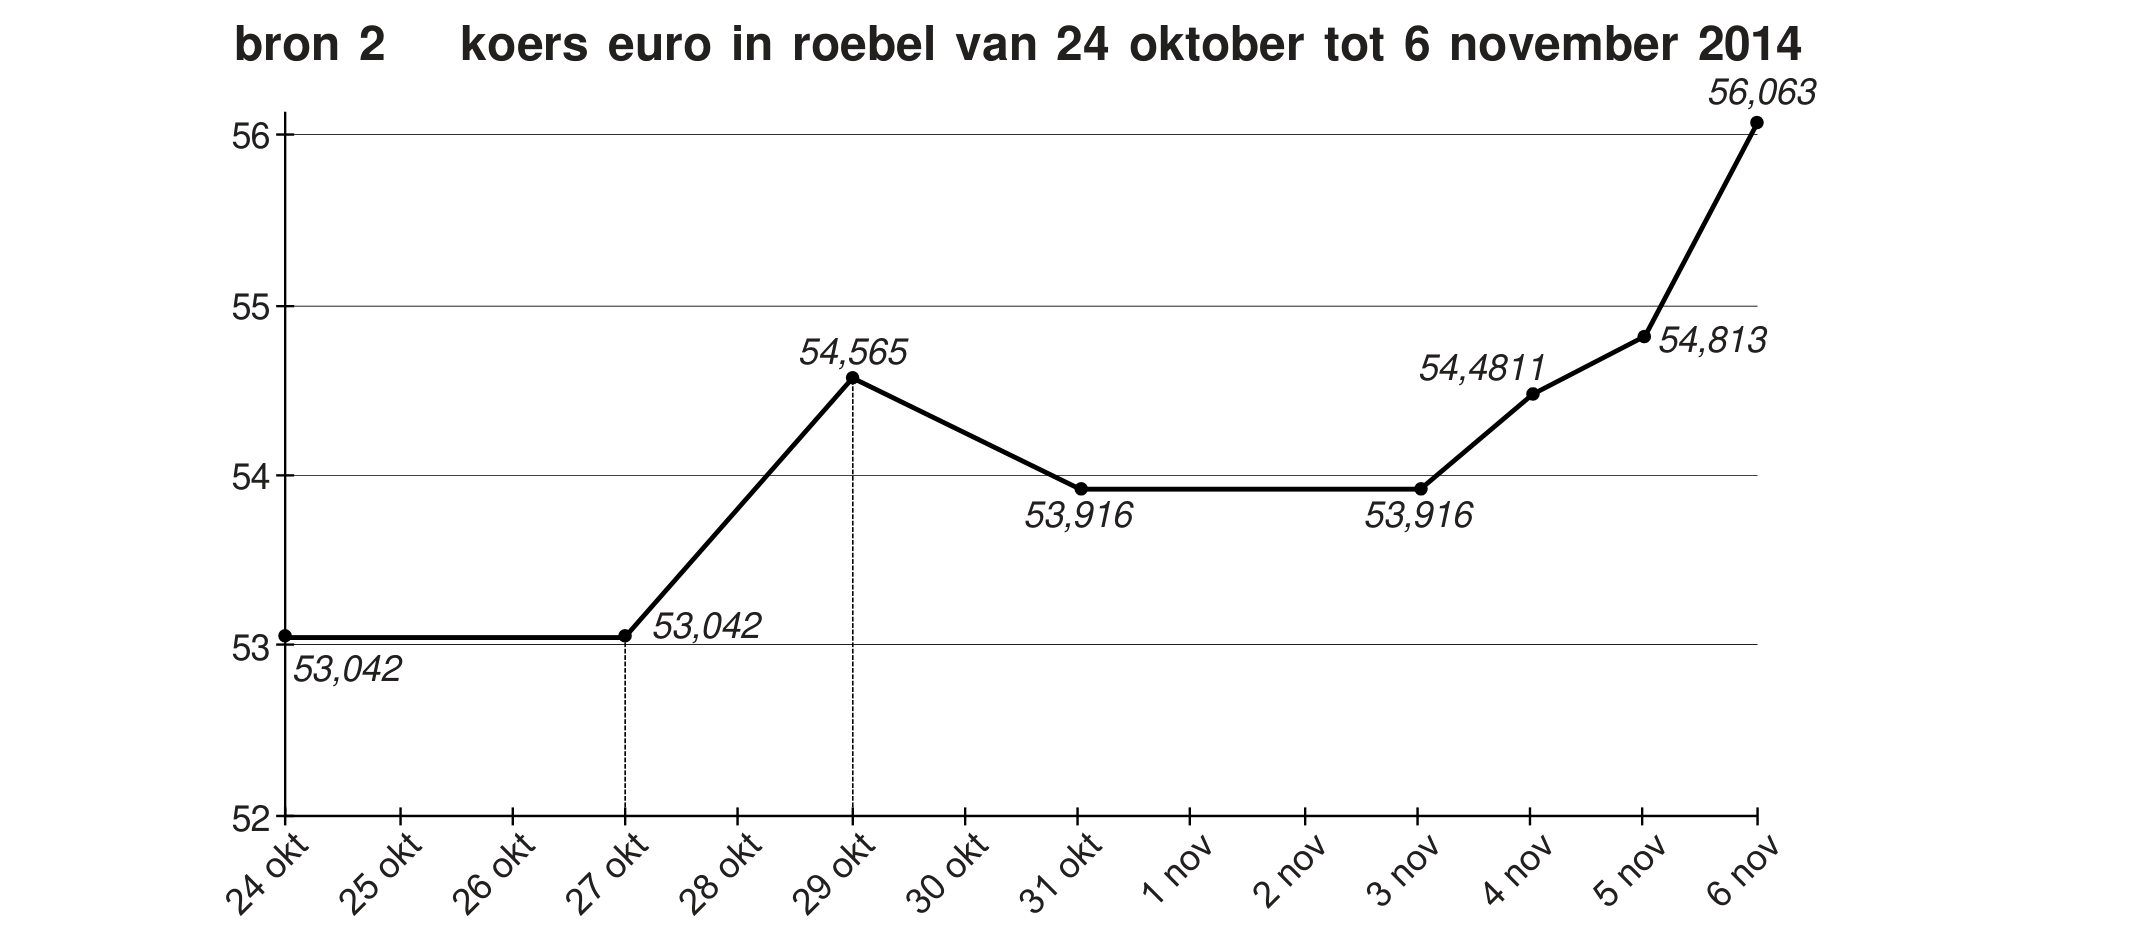 bron 2 koers euro in roebel van 24 oktober tot 6 november 2014
56,063
56
55
54,565
54,813
54,4811
54
53,916
53,916
53,042
53
53,042
52
24 okt
25 okt
26 okt
27 okt
28 okt
29 okt
30 okt
31 okt
1 nov
2 nov
3 nov
4 nov
5 nov
6 nov